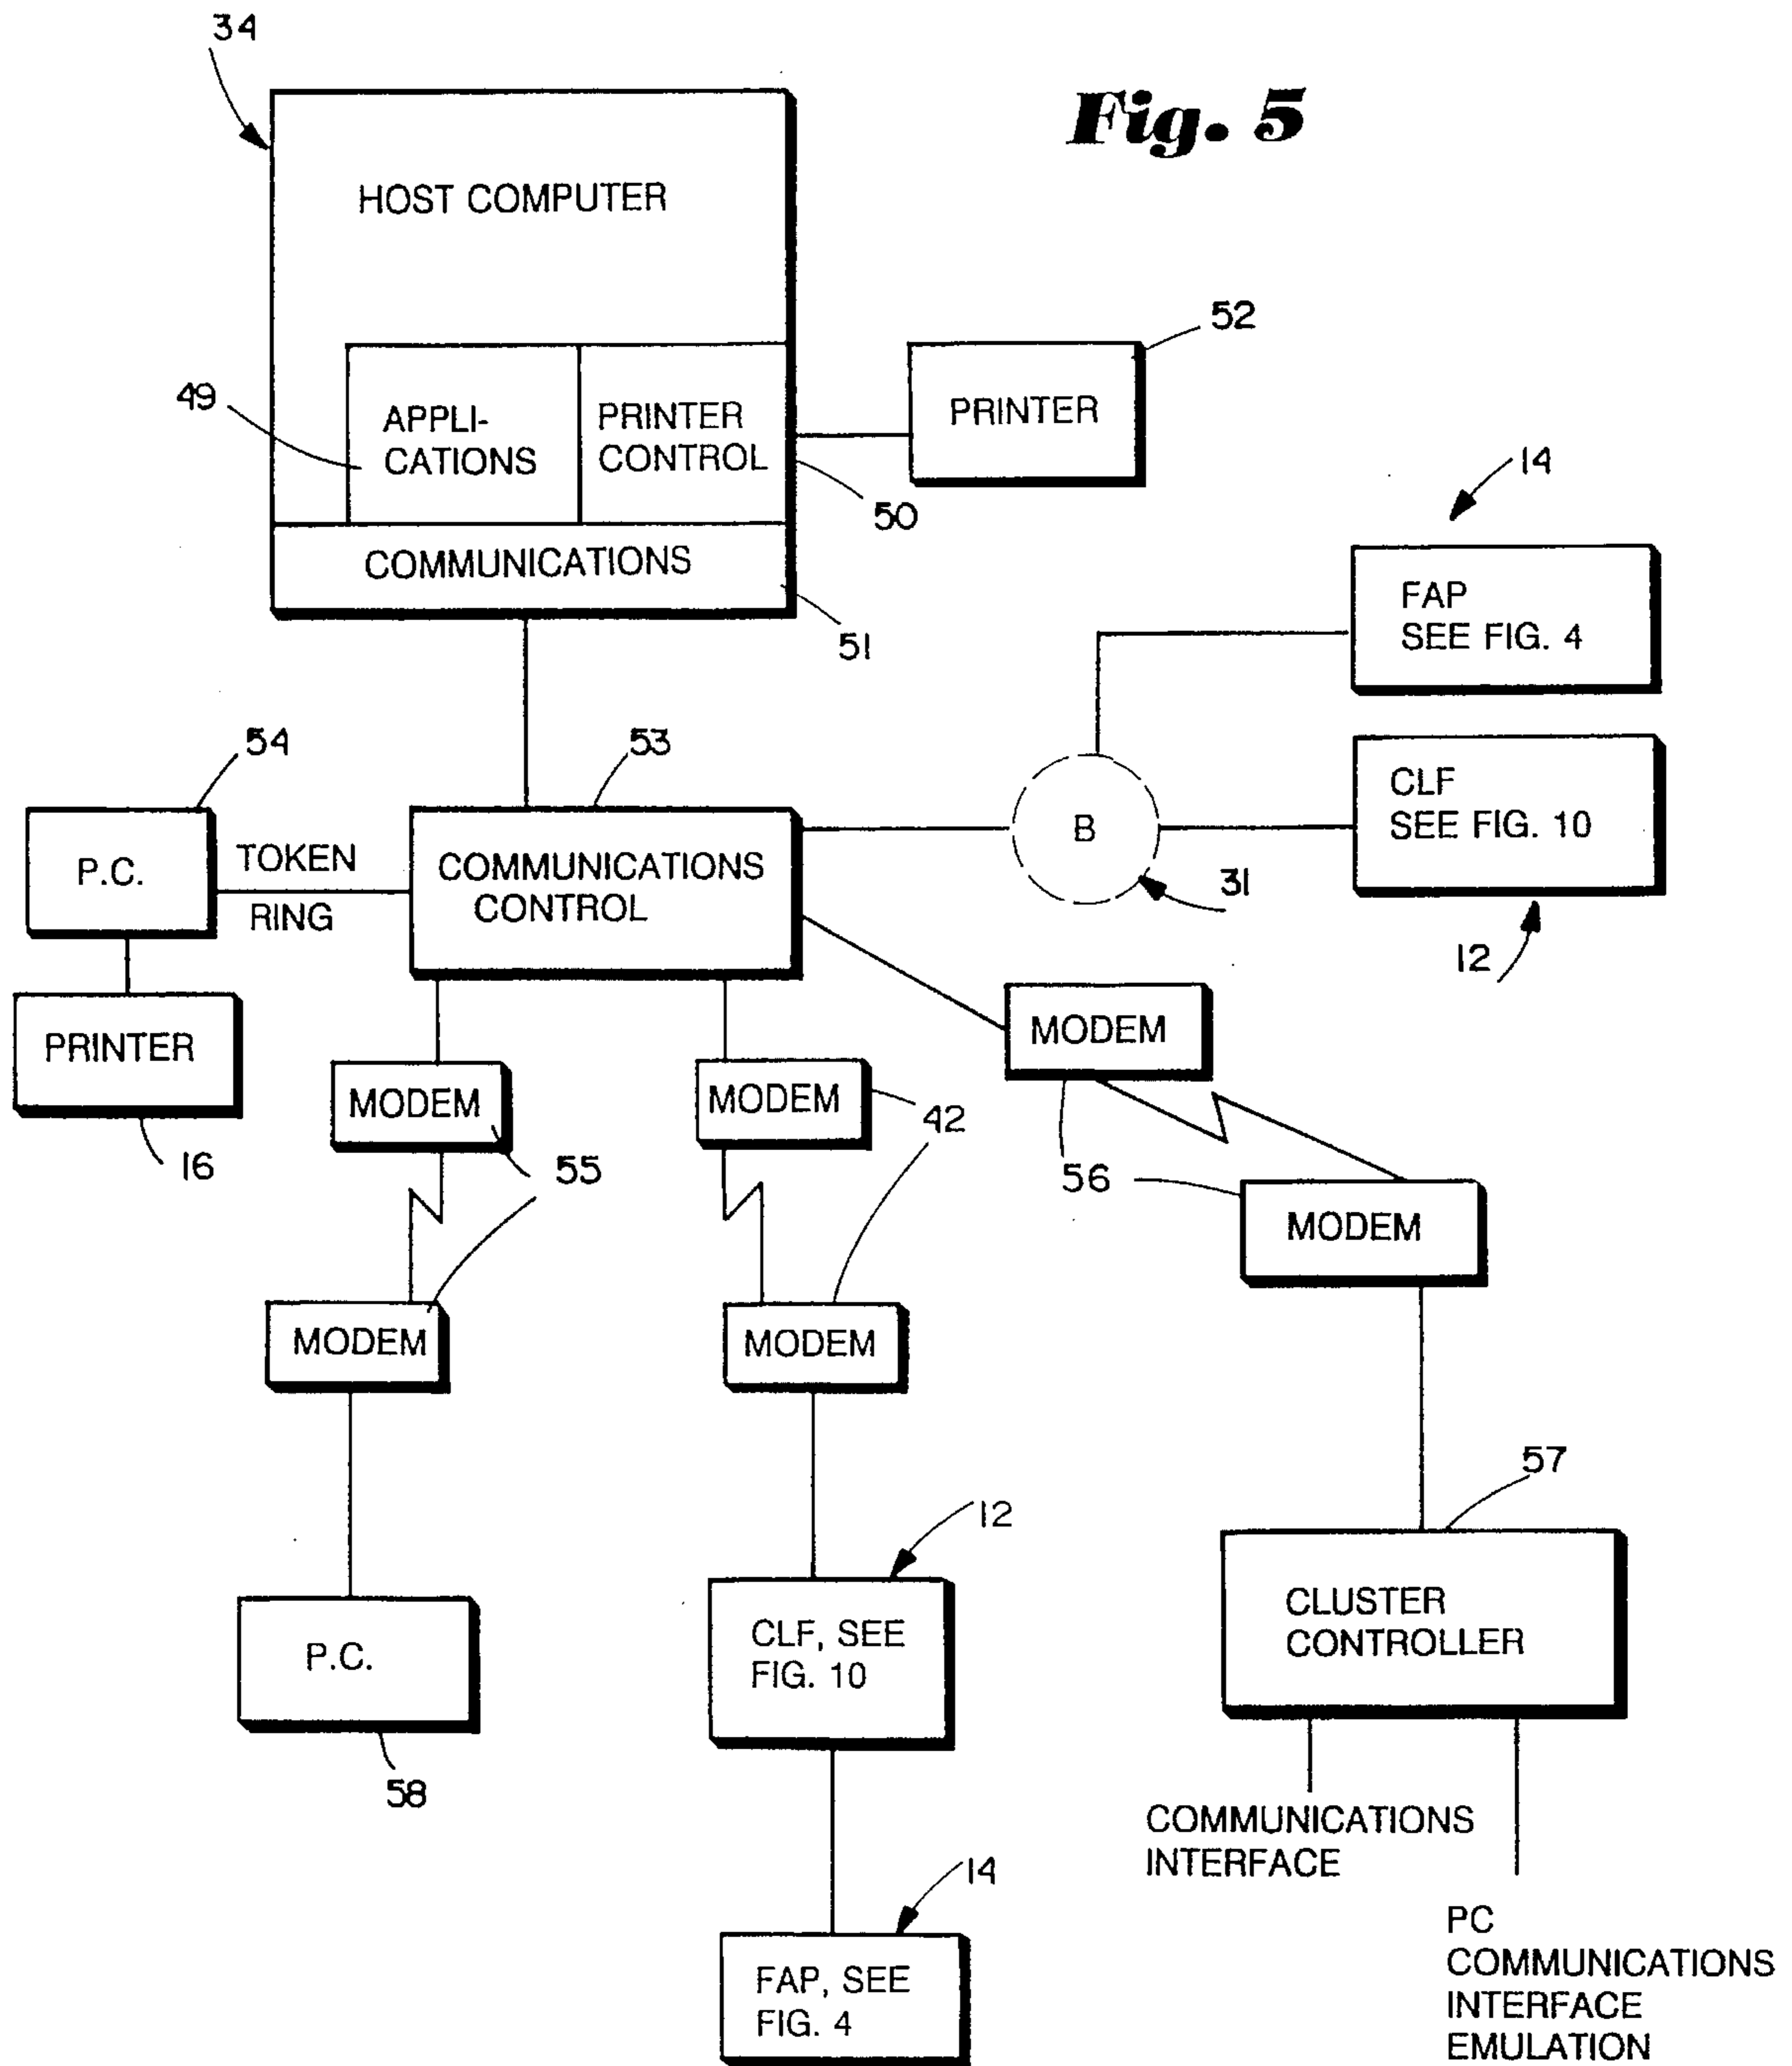 34
Fig. 5
HOST COMPUTER
52
49
APPLI-
CATIONS
PRINTER
CONTROL
PRINTER
14
50
COMMUNICATIONS
51
FAP
SEE FIG. 4
54
53
CLF
SEE FIG. 10
P.C.
TOKEN
RING
COMMUNICATIONS
CONTROL
B
31
12
PRINTER
16
MODEM
55
MODEM
42
MODEM
56
MODEM
MODEM
MODEM
57
12
P.C.
58
CLF, SEE
FIG. 10
CLUSTER
CONTROLLER
COMMUNICATIONS
INTERFACE
14
FAP, SEE
FIG. 4
PC
COMMUNICATIONS
INTERFACE
EMULATION